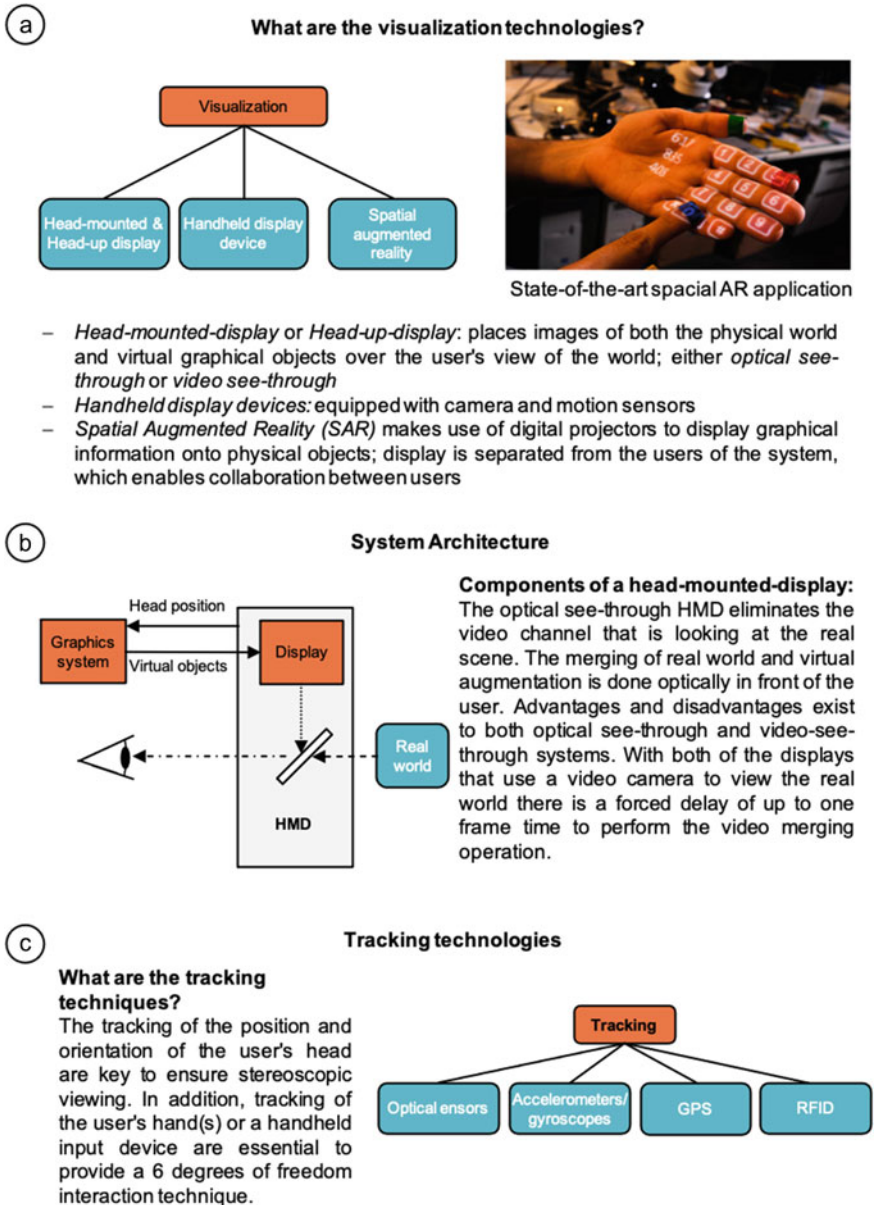 a
What are the visualization technologies?
Visualization
Head-mounted &
Head-up display
Handheld display
device
Spatial
augmented
reality
61/
815
405
1 2
4 5 6
7 8 9
#
State-of-the-art spacial AR application
– Head-mounted-display or Head-up-display: places images of both the physical world
and virtual graphical objects over the user's view of the world; either optical see-
through or video see-through
– Handheld display devices: equipped with camera and motion sensors
– Spatial Augmented Reality (SAR) makes use of digital projectors to display graphical
information onto physical objects; display is separated from the users of the system,
which enables collaboration between users
b
System Architecture
Head position
Graphics
system
Virtual objects
Display
Real
world
HMD
Components of a head-mounted-display:
The optical see-through HMD eliminates the
video channel that is looking at the real
scene. The merging of real world and virtual
augmentation is done optically in front of the
user. Advantages and disadvantages exist
to both optical see-through and video-see-
through systems. With both of the displays
that use a video camera to view the real
world there is a forced delay of up to one
frame time to perform the video merging
operation.
c
Tracking technologies
What are the tracking
techniques?
The tracking of the position and
orientation of the user's head
are key to ensure stereoscopic
viewing. In addition, tracking of
the user's hand(s) or a handheld
input device are essential to
provide a 6 degrees of freedom
interaction technique.
Tracking
Optical ensors
Accelerometers/
gyroscopes
GPS
RFID